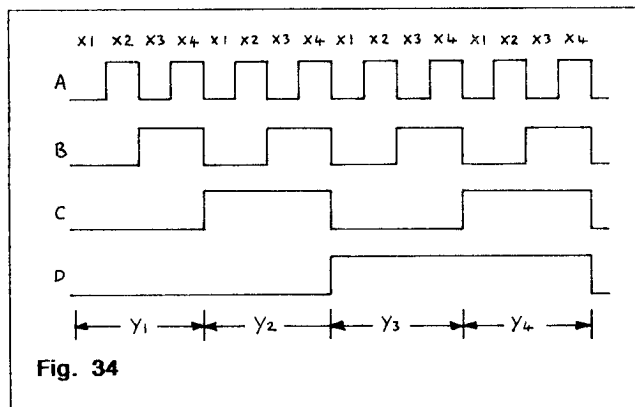 X1 X2 X3 X4 X1 X2 X3 X4 X1 X2 X3 X4 X1 X2 X3 X4
A
B
C
D
Y1 Y2 Y3 Y4
Fig. 34